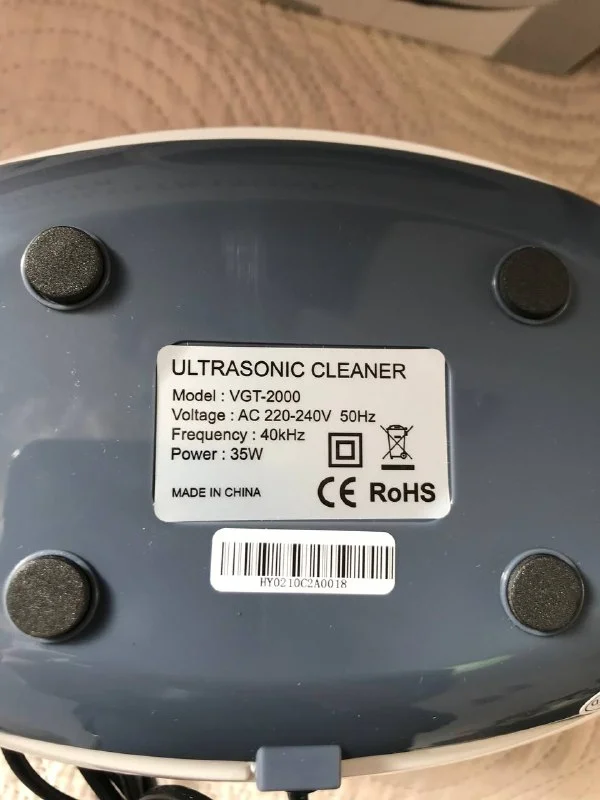 ULTRASONIC CLEANER
Model : VGT-2000
Voltage : AC 220-240V 50Hz
Frequency : 40kHz
Power : 35W
MADE IN CHINA
CE RoHS
HY0210C2A0018